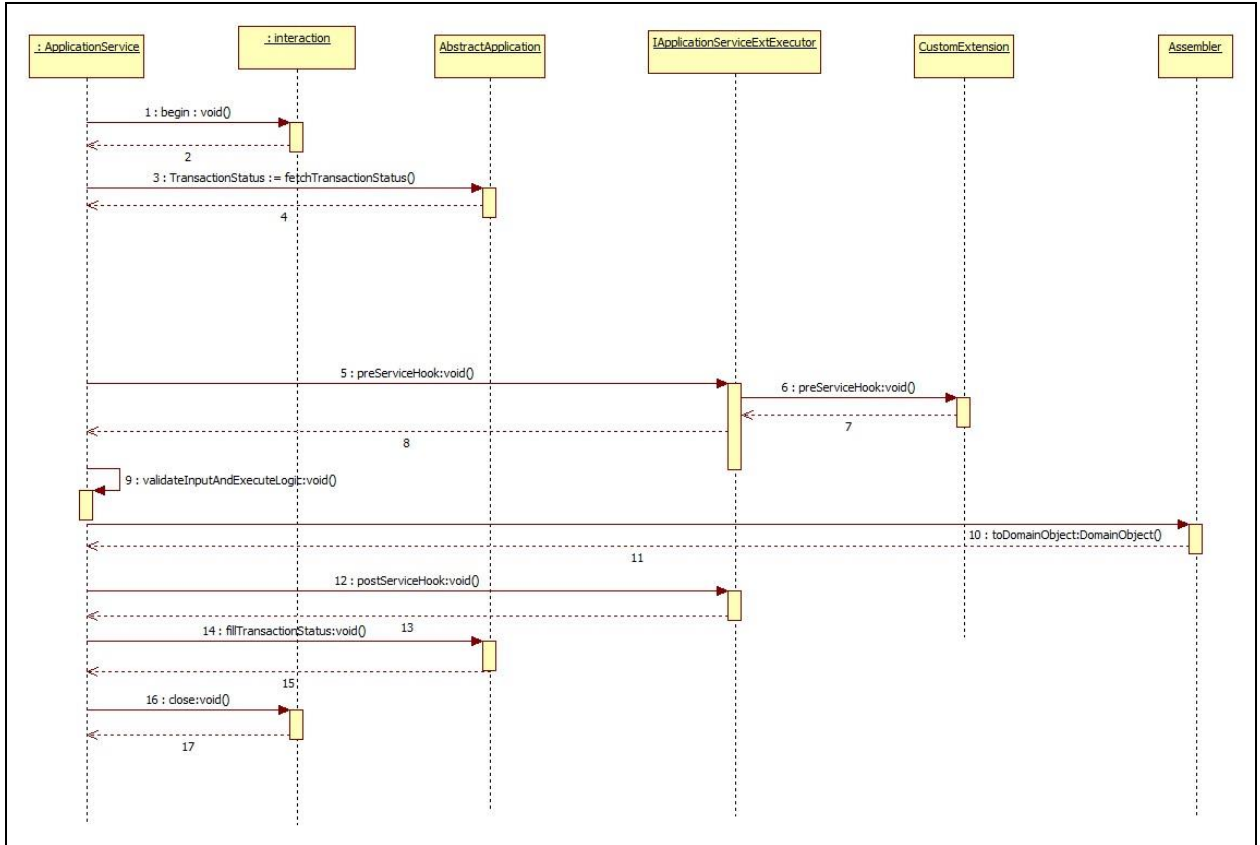 : ApplicationService
: interaction
AbstractApplication
IApplicationServiceExtExecutor
CustomExtension
Assembler
1 : begin : void()
2
3 : TransactionStatus := fetchTransactionStatus()
4
5 : preServiceHook:void()
6 : preServiceHook:void()
7
8
9 : validateInputAndExecuteLogic:void()
10 : toDomainObject:DomainObject()
11
12 : postServiceHook:void()
13
14 : fillTransactionStatus:void()
15
16 : close:void()
17